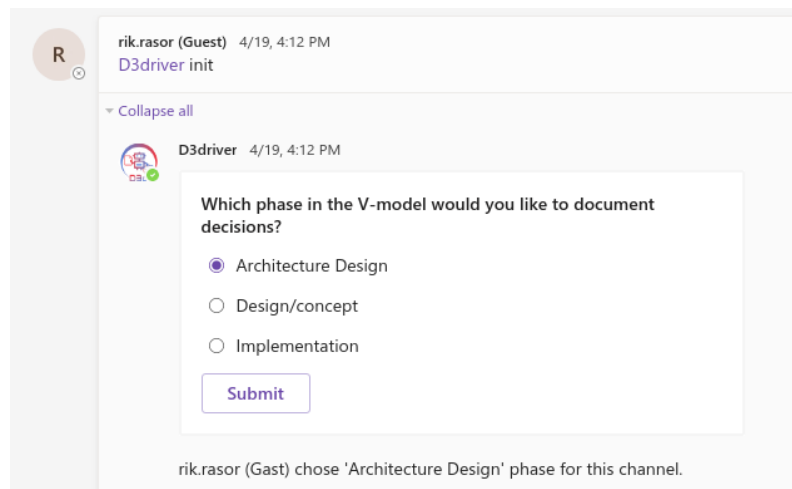 R
rik.rasor (Guest) 4/19, 4:12 PM
D3driver init
Collapse all
D3driver 4/19, 4:12 PM
Which phase in the V-model would you like to document
decisions?
Architecture Design
Design/concept
Implementation
Submit
rik.rasor (Gast) chose 'Architecture Design' phase for this channel.